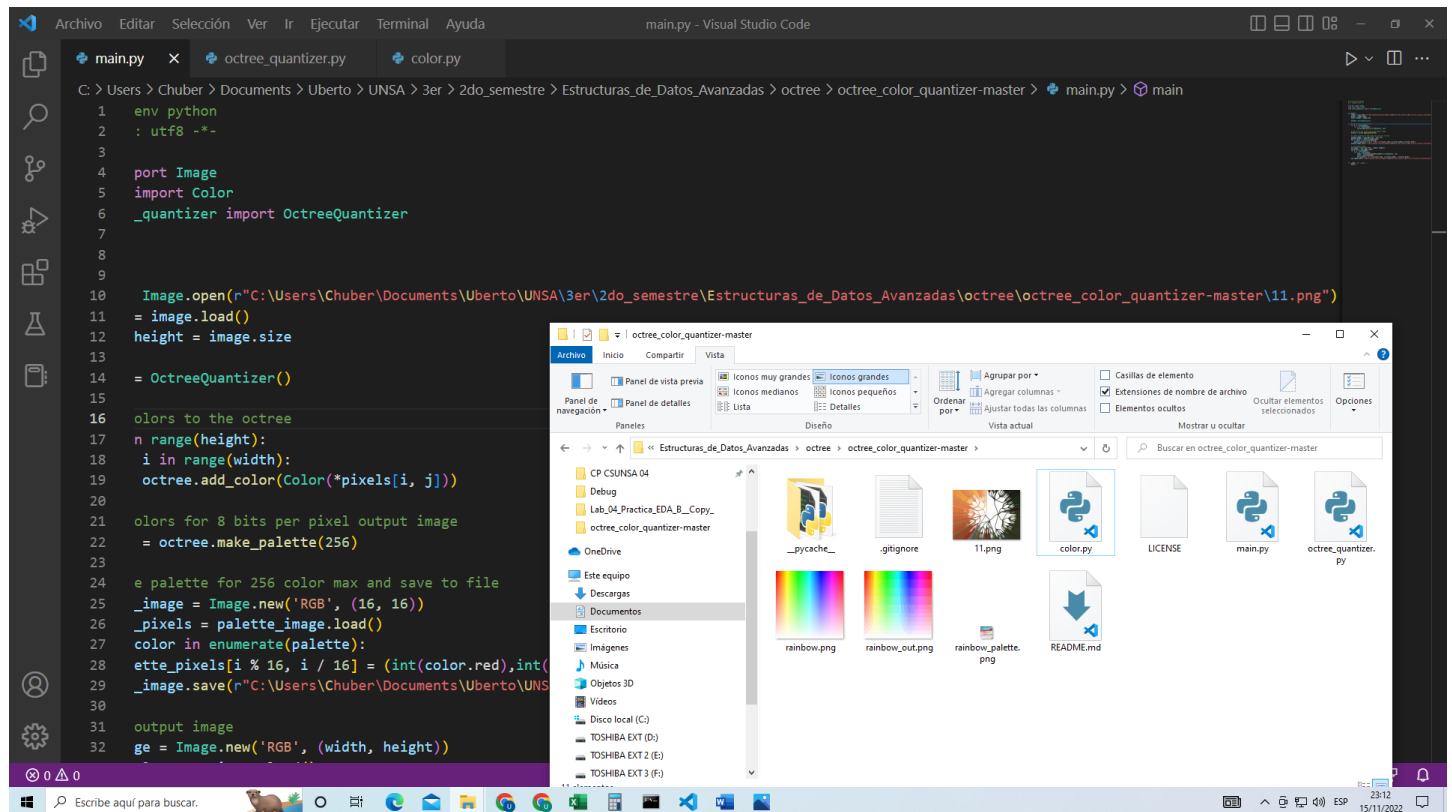 Archivo Editar Selección Ver Ir Ejecutar Terminal Ayuda
main.py - Visual Studio Code
main.py
octree_quantizer.py
color.py
C: > Users > Chuber > Documents > Uberto > UNSA > 3er > 2do_semestre > Estructuras_de_Datos_Avanzadas > octree > octree_color_quantizer-master > main.py > main
1 env python
2 : utf8 -*-
3
4 port Image
5 import Color
6 _quantizer import OctreeQuantizer
7
8
9
10 Image.open(r"C:\Users\Chuber\Documents\Uberto\UNSA\3er\2do_semestre\Estructuras_de_Datos_Avanzadas\octree\octree_color_quantizer-master\11.png")
11 = image.load()
12 height = image.size
13
14 = OctreeQuantizer()
15
16 olors to the octree
17 n range(height):
18 i in range(width):
19 octree.add_color(Color(*pixels[i, j]))
20
21 olors for 8 bits per pixel output image
22 = octree.make_palette(256)
23
24 e palette for 256 color max and save to file
25 _image = Image.new('RGB', (16, 16))
26 _pixels = palette_image.load()
27 color in enumerate(palette):
28 ette_pixels[i % 16, i / 16] = (int(color.red),int(
29 _image.save(r"C:\Users\Chuber\Documents\Uberto\UNS
30
31 output image
32 ge = Image.new('RGB', (width, height))
octree_color_quantizer-master
Archivo Inicio Compartir Vista
Panel de navegación
Panel de vista previa
Panel de detalles
Paneles
Iconos muy grandes
Iconos grandes
Iconos medianos
Iconos pequeños
Lista
Detalles
Diseño
Ordenar por
Agrupar por
Agregar columnas
Ajustar todas las columnas
Vista actual
Casillas de elemento
Extensiones de nombre de archivo
Elementos ocultos
Ocultar elementos seleccionados
Mostrar u ocultar
Opciones
« Estructuras_de_Datos_Avanzadas > octree > octree_color_quantizer-master >
Buscar en octree_color_quantizer-master
CP CSUNSA 04
Debug
Lab_04_Practica_EDA_B__Copy_
octree_color_quantizer-master
OneDrive
Este equipo
Descargas
Documentos
Escritorio
Imágenes
Música
Objetos 3D
Vídeos
Disco local (C:)
TOSHIBA EXT (D:)
TOSHIBA EXT 2 (E:)
TOSHIBA EXT 3 (F:)
__pycache__
.gitignore
11.png
color.py
LICENSE
main.py
octree_quantizer.py
rainbow.png
rainbow_out.png
rainbow_palette.png
README.md
0 0
Escribe aquí para buscar.
ESP
23:12
15/11/2022